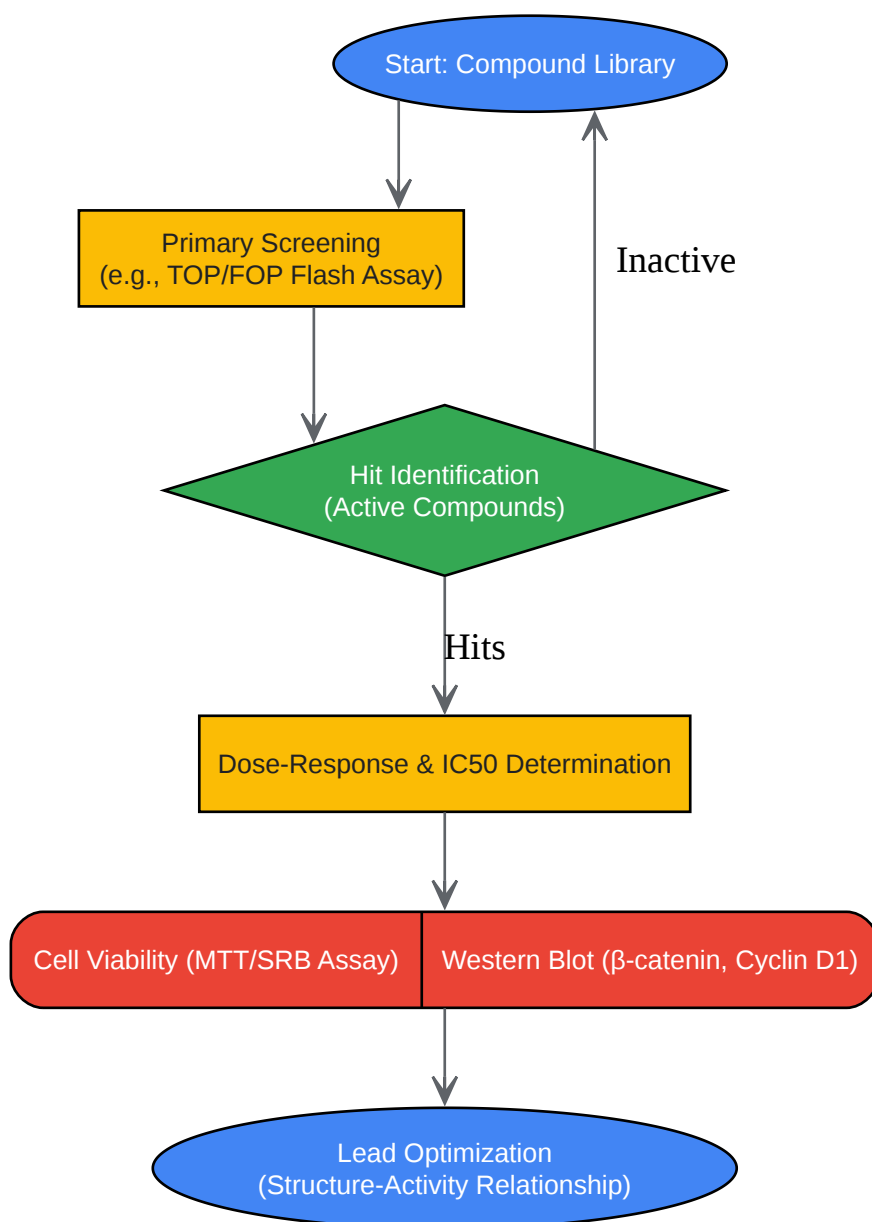 Start: Compound Library
Primary Screening
(e.g., TOP/FOP Flash Assay)
Inactive
Hit Identification
(Active Compounds)
Hits
Dose-Response & IC50 Determination
Cell Viability (MTT/SRB Assay)
Western Blot (β-catenin, Cyclin D1)
Lead Optimization
(Structure-Activity Relationship)